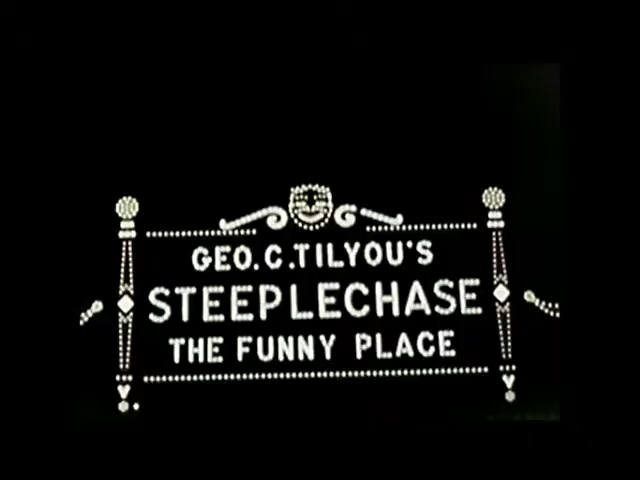 GEO. C. TILYOU'S
STEEPLECHASE
THE FUNNY PLACE